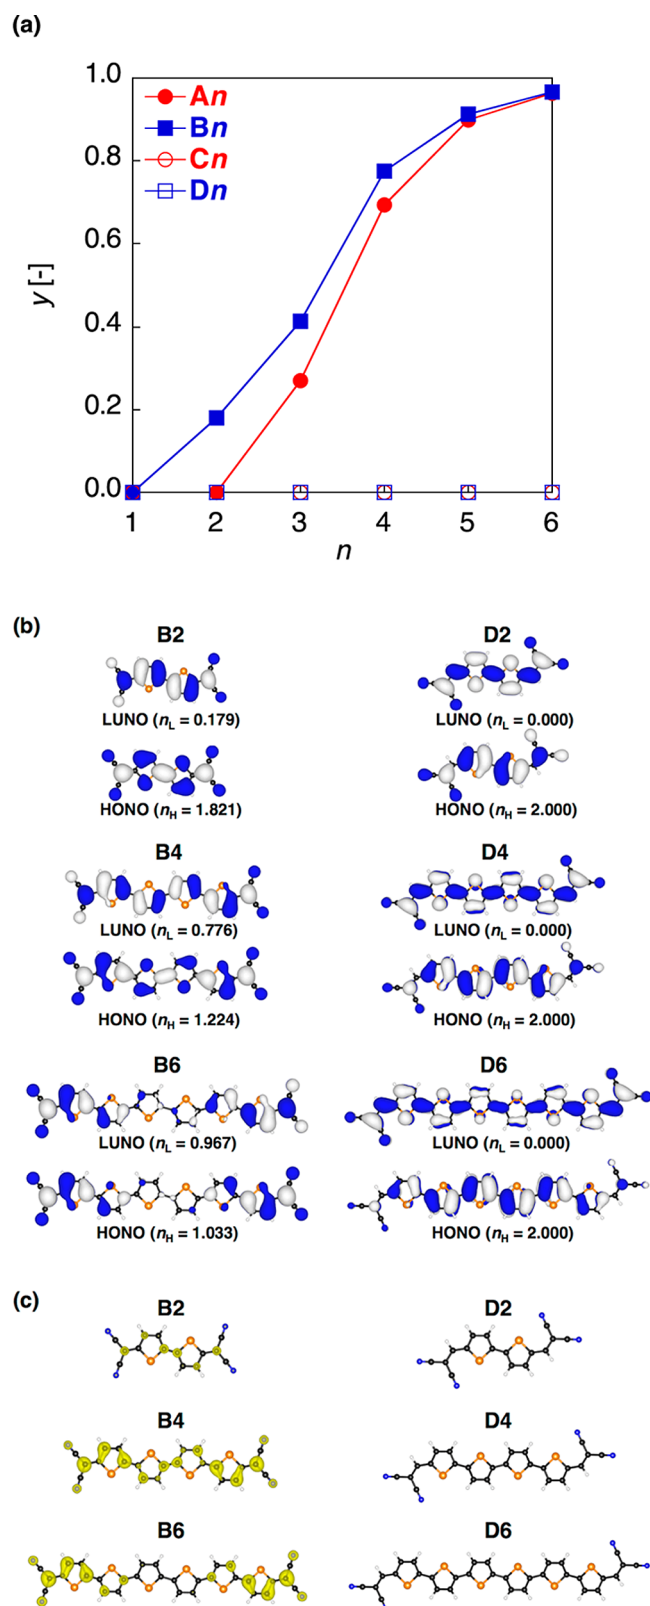 (a)
1.0
0.8
0.6
0.4
0.2
0.0
y [-]
An
Bn
Cn
Dn
1 2 3 4 5 6
n
(b)
B2 D2
LUNO (nL = 0.179) LUNO (nL = 0.000)
HONO (nH = 1.821) HONO (nH = 2.000)
B4 D4
LUNO (nL = 0.776) LUNO (nL = 0.000)
HONO (nH = 1.224) HONO (nH = 2.000)
B6 D6
LUNO (nL = 0.967) LUNO (nL = 0.000)
HONO (nH = 1.033) HONO (nH = 2.000)
(c)
B2 D2
B4 D4
B6 D6